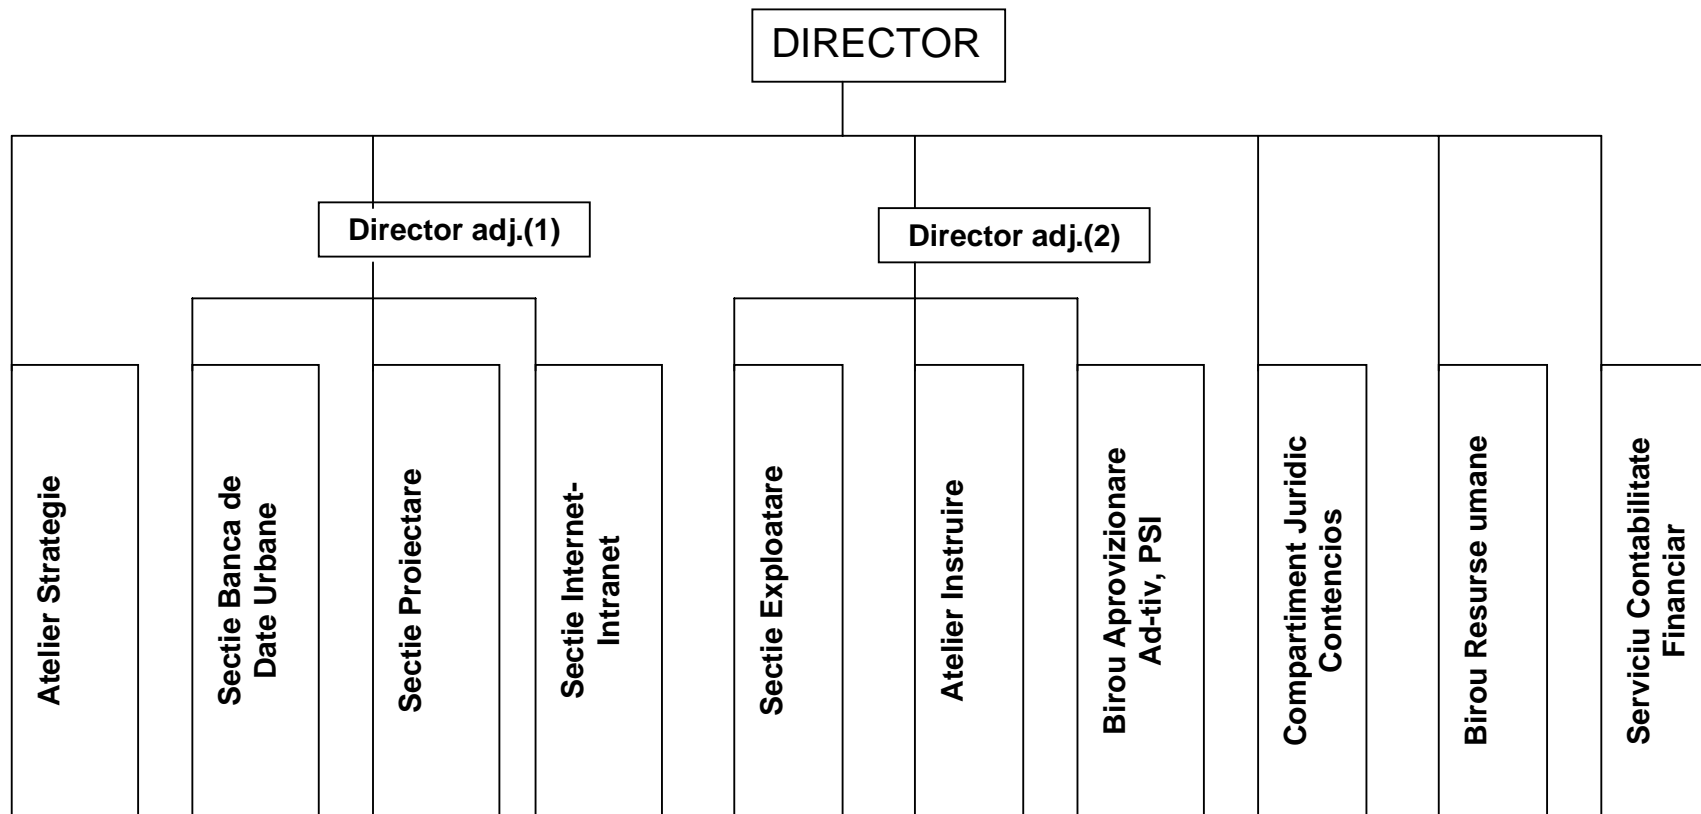 DIRECTOR
Director adj.(1)
Director adj.(2)
Atelier Strategie
Sectie Banca de
Date Urbane
Sectie Proiectare
Sectie Internet-
Intranet
Sectie Exploatare
Atelier Instruire
Birou Aprovizionare
Ad-tiv, PSI
Compartiment Juridic
Contencios
Birou Resurse umane
Serviciu Contabilitate
Financiar